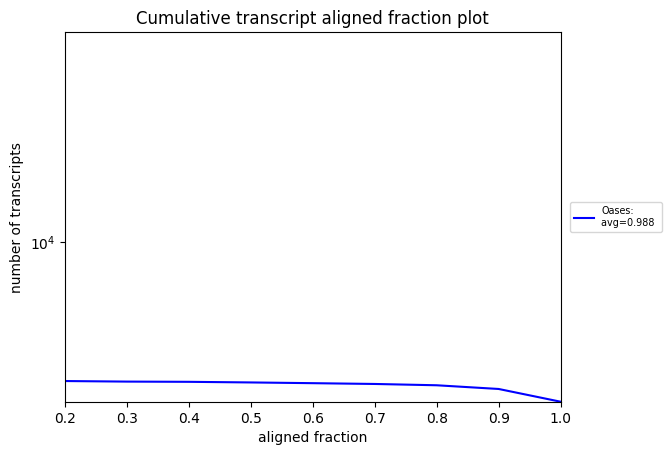 Cumulative transcript aligned fraction plot
number of transcripts
10^4
Oases:
avg=0.988
0.2 0.3 0.4 0.5 0.6 0.7 0.8 0.9 1.0
aligned fraction